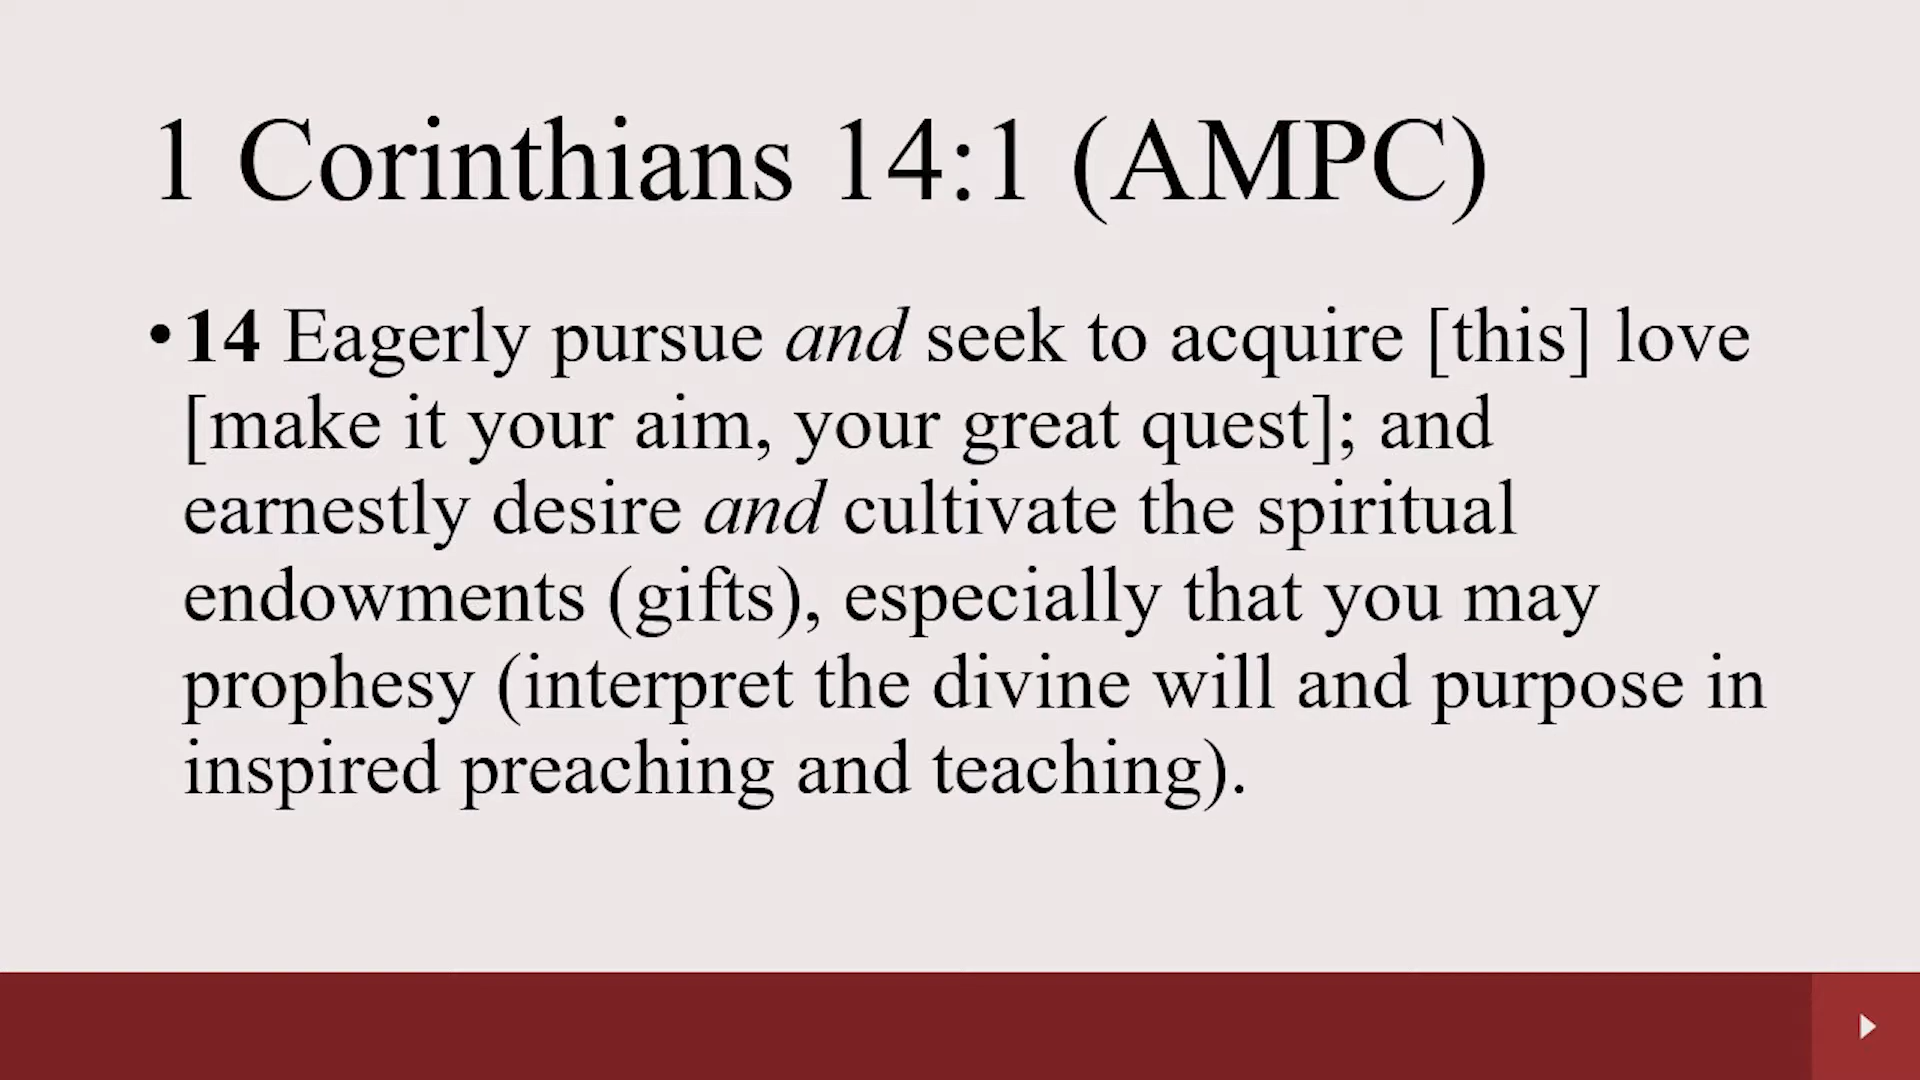 1 Corinthians 14:1 (AMPC)
•14 Eagerly pursue and seek to acquire [this] love
[make it your aim, your great quest]; and
earnestly desire and cultivate the spiritual
endowments (gifts), especially that you may
prophesy (interpret the divine will and purpose in
inspired preaching and teaching).